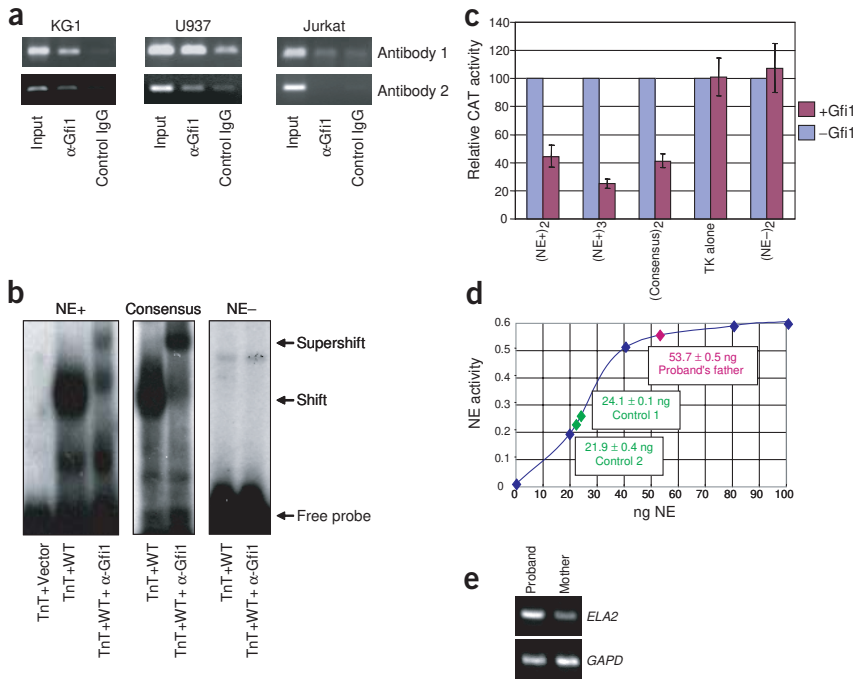 a
KG-1
U937
Jurkat
Antibody 1
Antibody 2
Input
α-Gfi1
Control IgG
Input
α-Gfi1
Control IgG
Input
α-Gfi1
Control IgG
b
NE+
Consensus
NE–
Supershift
Shift
Free probe
TnT+Vector
TnT+WT
TnT+WT+ α-Gfi1
TnT+WT
TnT+WT+ α-Gfi1
TnT+WT
TnT+WT+ α-Gfi1
c
Relative CAT activity
140
120
100
80
60
40
20
0
(NE+)2
(NE+)3
(Consensus)2
TK alone
(NE–)2
+Gfi1
–Gfi1
d
NE activity
0.6
0.5
0.4
0.3
0.2
0.1
0
53.7 ± 0.5 ng
Proband's father
24.1 ± 0.1 ng
Control 1
21.9 ± 0.4 ng
Control 2
0 10 20 30 40 50 60 70 80 90 100
ng NE
e
Proband
Mother
ELA2
GAPD